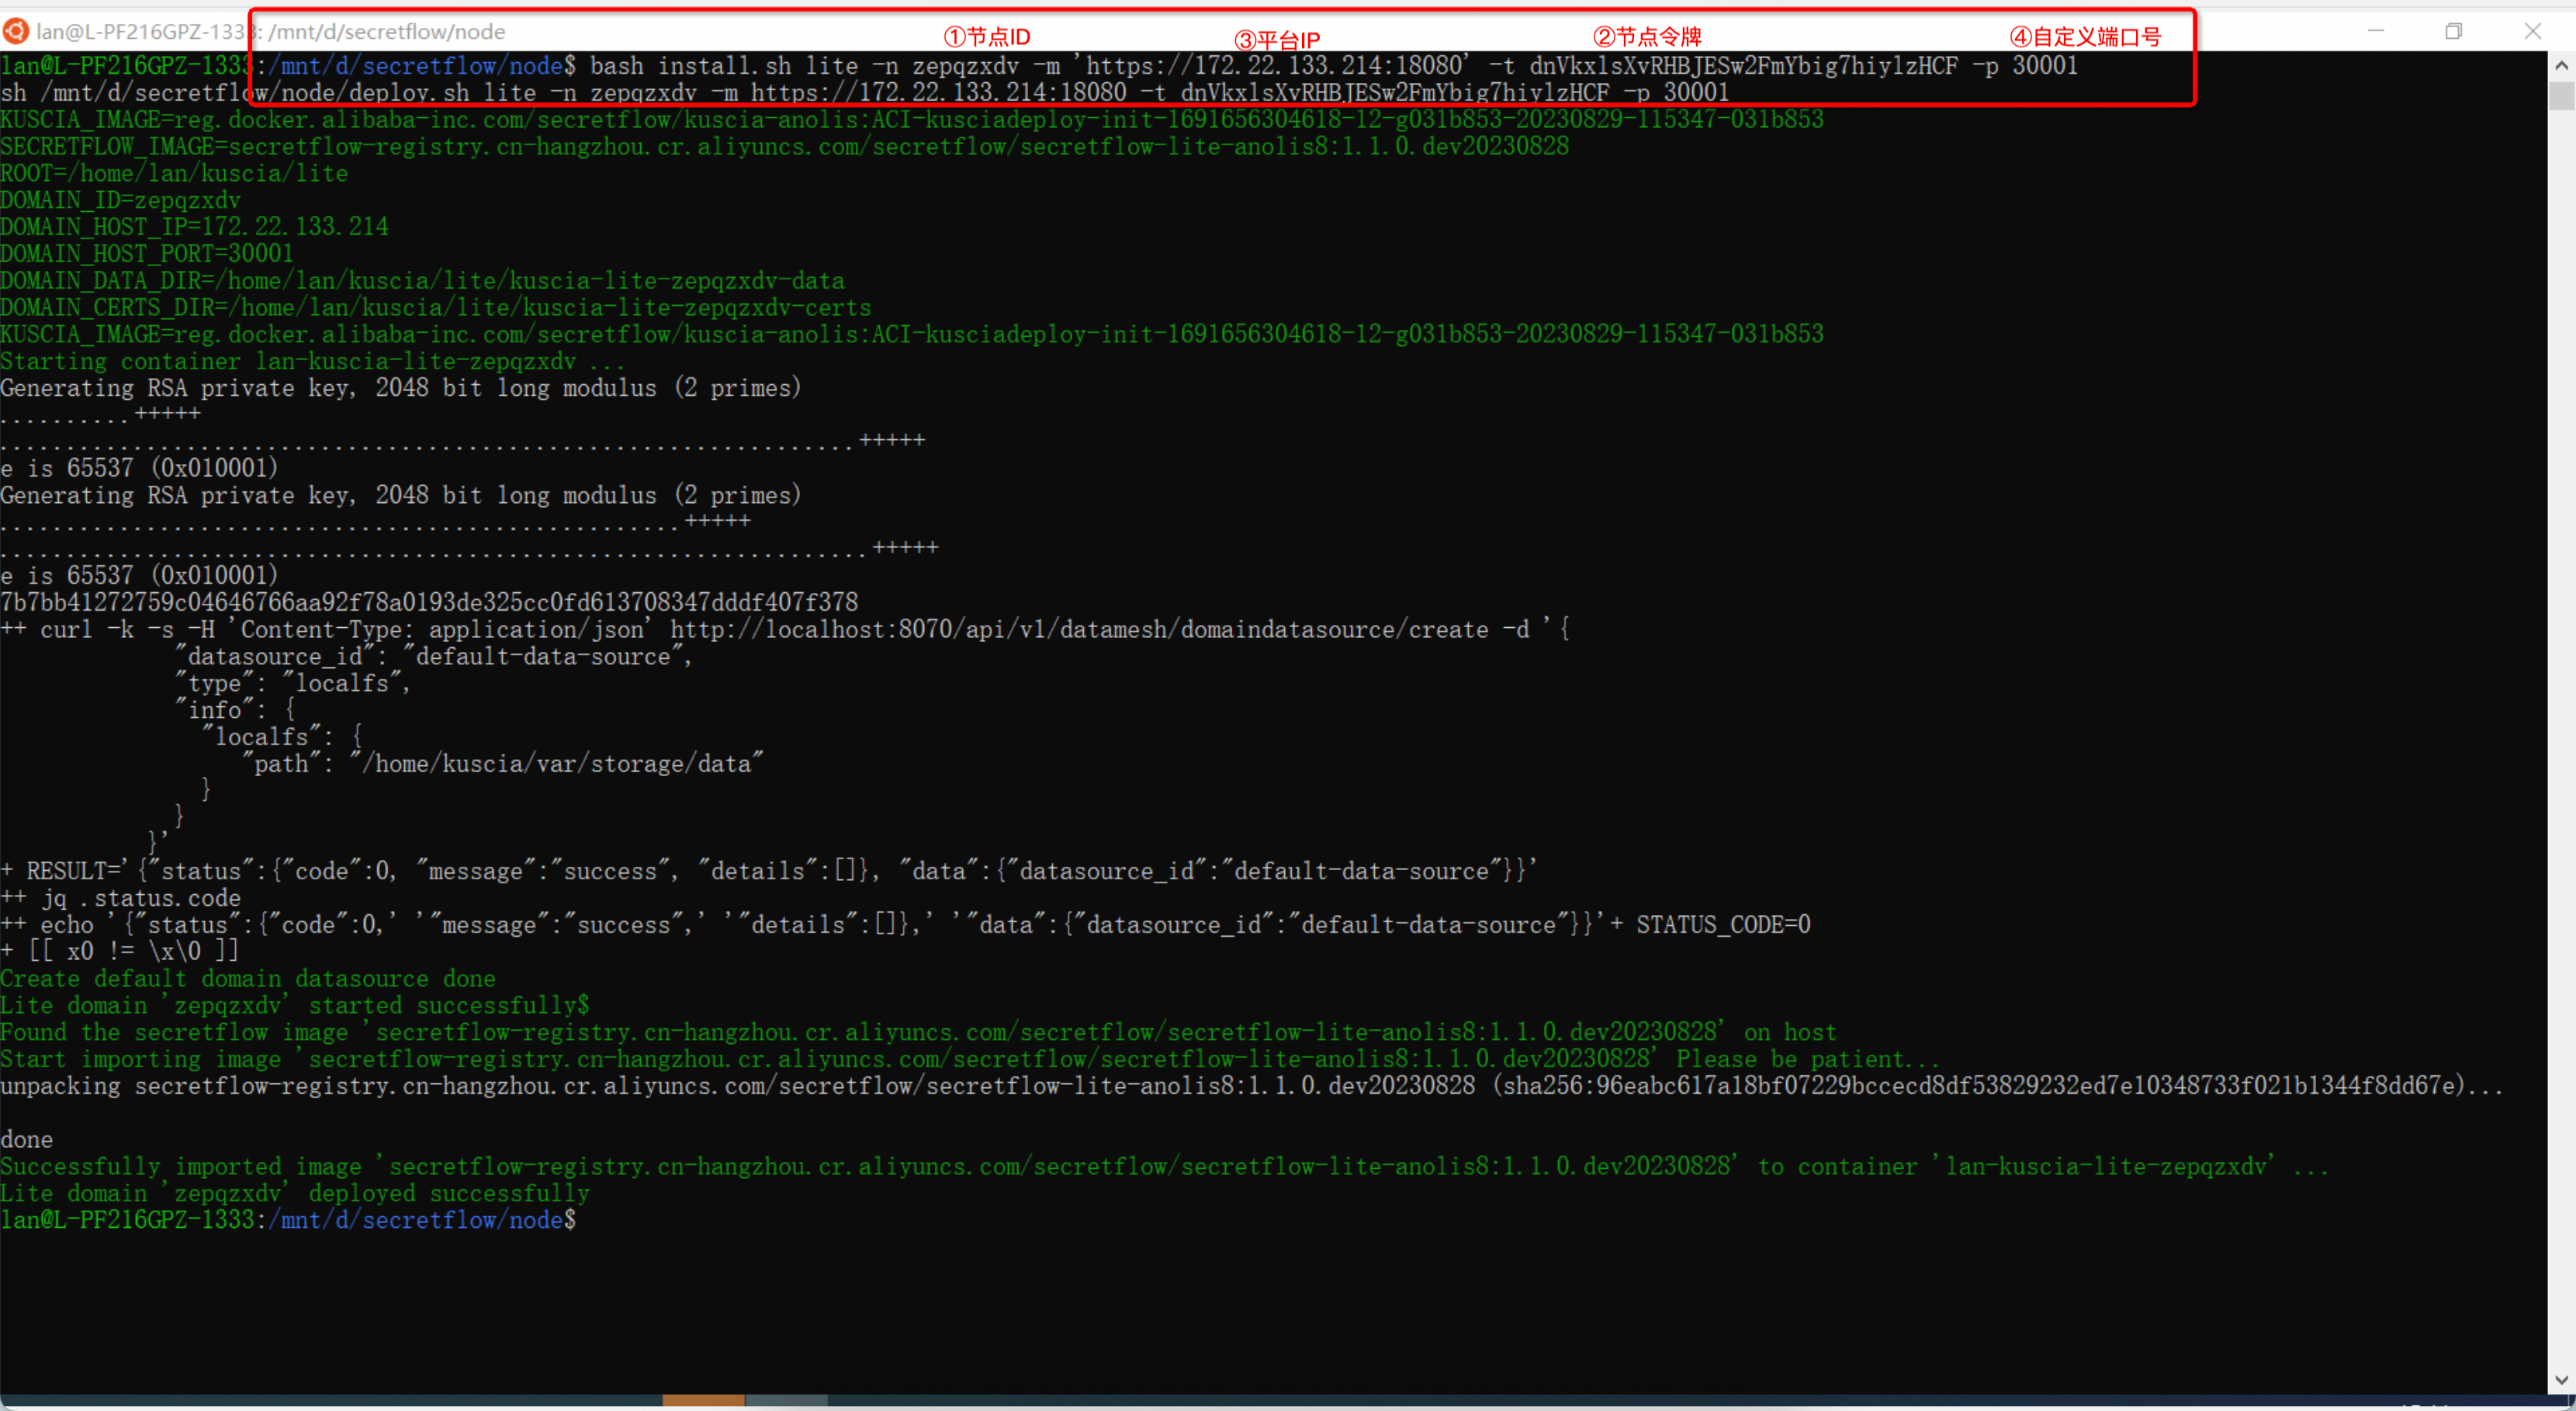 lan@L-PF216GPZ-1333: /mnt/d/secretflow/node
①节点ID ③平台IP ②节点令牌 ④自定义端口号
lan@L-PF216GPZ-1333:/mnt/d/secretflow/node$ bash install.sh lite -n zepqzxdv -m 'https://172.22.133.214:18080' -t dnVkxlsXvRHBJESw2FmYbig7hiylzHCF -p 30001
sh /mnt/d/secretflow/node/deploy.sh lite -n zepqzxdv -m https://172.22.133.214:18080 -t dnVkxlsXvRHBJESw2FmYbig7hiylzHCF -p 30001
KUSCIA_IMAGE=reg.docker.alibaba-inc.com/secretflow/kuscia-anolis:ACI-kusciadeploy-init-1691656304618-12-g031b853-20230829-115347-031b853
SECRETFLOW_IMAGE=secretflow-registry.cn-hangzhou.cr.aliyuncs.com/secretflow/secretflow-lite-anolis8:1.1.0.dev20230828
ROOT=/home/lan/kuscia/lite
DOMAIN_ID=zepqzxdv
DOMAIN_HOST_IP=172.22.133.214
DOMAIN_HOST_PORT=30001
DOMAIN_DATA_DIR=/home/lan/kuscia/lite/kuscia-lite-zepqzxdv-data
DOMAIN_CERTS_DIR=/home/lan/kuscia/lite/kuscia-lite-zepqzxdv-certs
KUSCIA_IMAGE=reg.docker.alibaba-inc.com/secretflow/kuscia-anolis:ACI-kusciadeploy-init-1691656304618-12-g031b853-20230829-115347-031b853
Starting container lan-kuscia-lite-zepqzxdv ...
Generating RSA private key, 2048 bit long modulus (2 primes)
..........+++++
................................................................+++++
e is 65537 (0x010001)
Generating RSA private key, 2048 bit long modulus (2 primes)
...................................................+++++
.................................................................+++++
e is 65537 (0x010001)
7b7bb41272759c04646766aa92f78a0193de325cc0fd613708347dddf407f378
++ curl -k -s -H 'Content-Type: application/json' http://localhost:8070/api/v1/datamesh/domaindatasource/create -d '{
"datasource_id": "default-data-source",
"type": "localfs",
"info": {
"localfs": {
"path": "/home/kuscia/var/storage/data"
}
}
}'
+ RESULT='{"status":{"code":0, "message":"success", "details":[]}, "data":{"datasource_id":"default-data-source"}}'
++ jq .status.code
++ echo '{"status":{"code":0,' '"message":"success",' '"details":[]},' '"data":{"datasource_id":"default-data-source"}}'+ STATUS_CODE=0
+ [[ x0 != \x\0 ]]
Create default domain datasource done
Lite domain 'zepqzxdv' started successfully$
Found the secretflow image 'secretflow-registry.cn-hangzhou.cr.aliyuncs.com/secretflow/secretflow-lite-anolis8:1.1.0.dev20230828' on host
Start importing image 'secretflow-registry.cn-hangzhou.cr.aliyuncs.com/secretflow/secretflow-lite-anolis8:1.1.0.dev20230828' Please be patient...
unpacking secretflow-registry.cn-hangzhou.cr.aliyuncs.com/secretflow/secretflow-lite-anolis8:1.1.0.dev20230828 (sha256:96eabc617a18bf07229bccecd8df53829232ed7e10348733f021b1344f8dd67e)...
done
Successfully imported image 'secretflow-registry.cn-hangzhou.cr.aliyuncs.com/secretflow/secretflow-lite-anolis8:1.1.0.dev20230828' to container 'lan-kuscia-lite-zepqzxdv' ...
Lite domain 'zepqzxdv' deployed successfully
lan@L-PF216GPZ-1333:/mnt/d/secretflow/node$